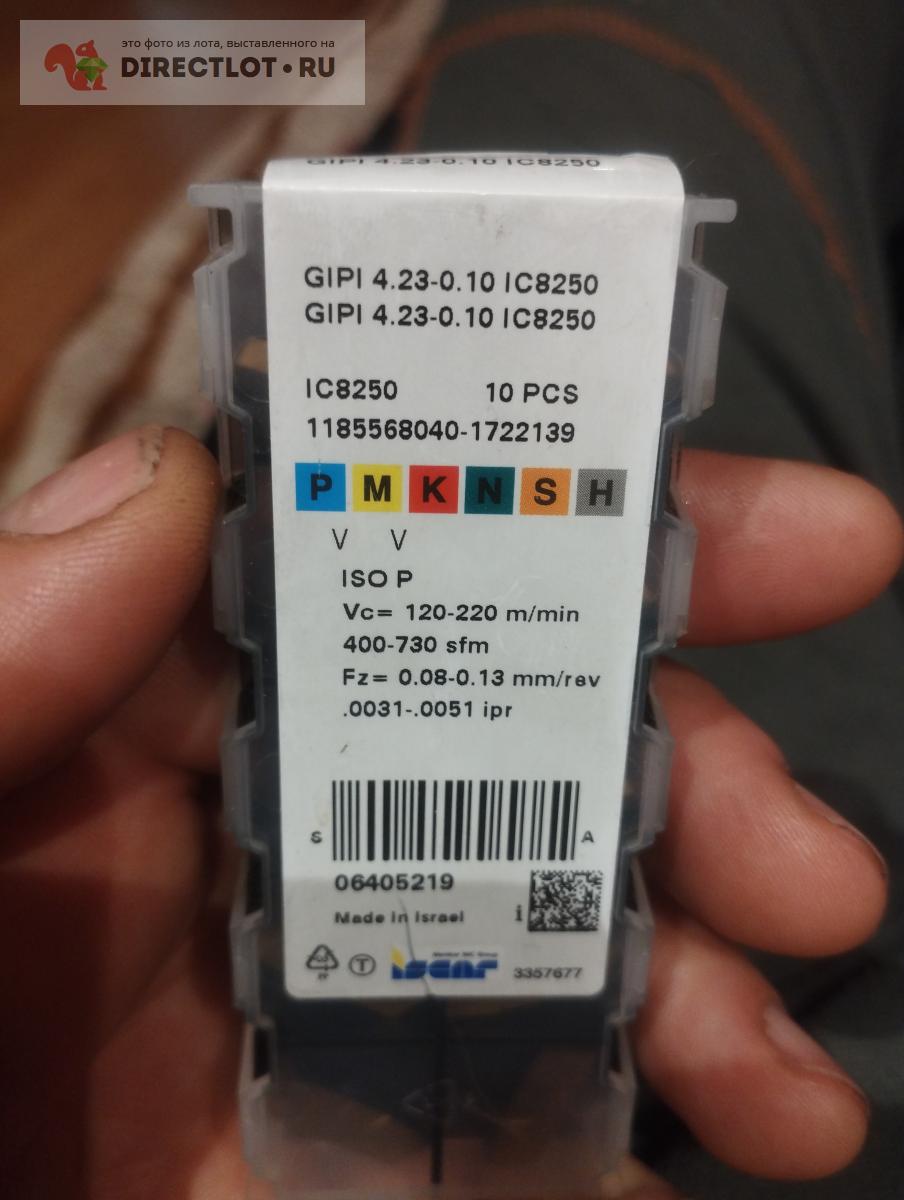 это фото из лота, выставленного на
DIRECTLOT•RU
GIPI 4.23-0.10 IC8250
GIPI 4.23-0.10 IC8250
GIPI 4.23-0.10 IC8250
IC8250 10 PCS
1185568040-1722139
P M K N S H
V V
ISO P
Vc= 120-220 m/min
400-730 sfm
Fz= 0.08-0.13 mm/rev
.0031-.0051 ipr
S A
06405219
Made in Israel i
T iscar 3357677